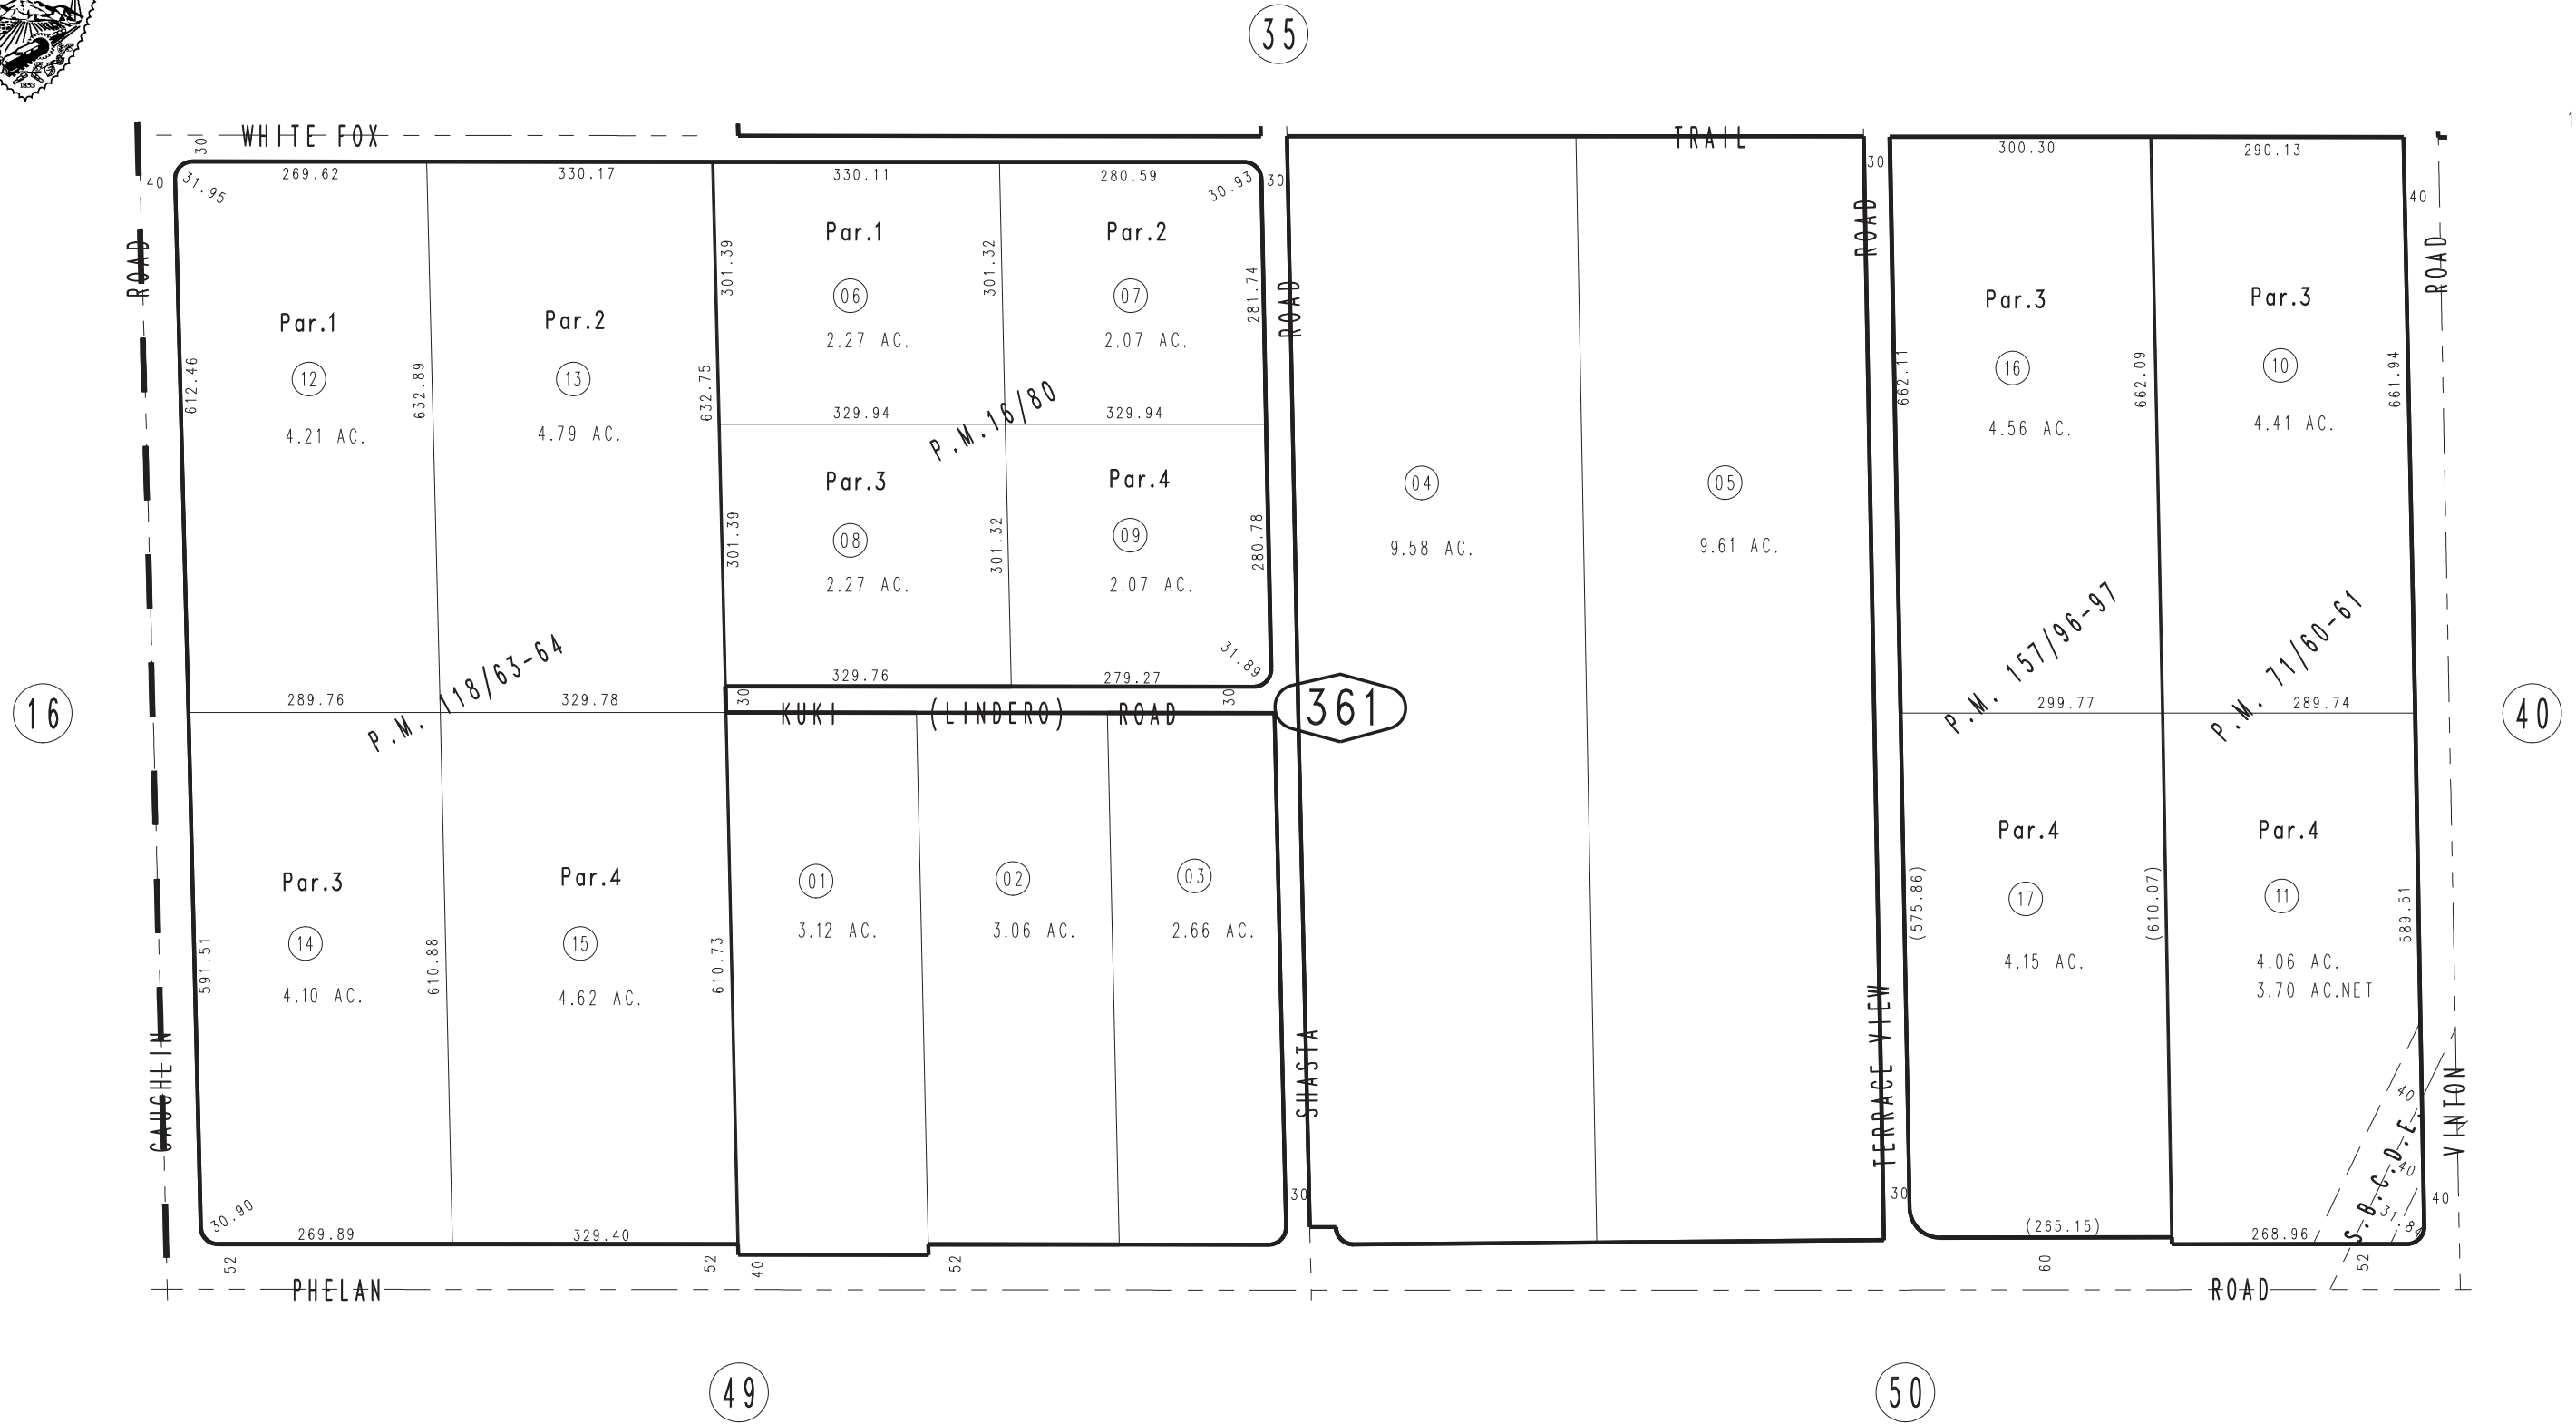 35
1853
1
WHITE FOX
TRAIL
30
40
31.95
269.62
330.17
330.11
280.59
30.93
30
30
300.30
290.13
40
ROAD
ROAD
ROAD
ROAD
Par.1
06
2.27 AC.
301.39
301.32
Par.2
07
2.07 AC.
281.74
Par.1
12
4.21 AC.
612.46
632.89
Par.2
13
4.79 AC.
632.75
329.94
329.94
P.M.16/80
Par.3
08
2.27 AC.
301.39
301.32
Par.4
09
2.07 AC.
280.78
31.89
329.76
279.27
04
9.58 AC.
05
9.61 AC.
Par.3
16
4.56 AC.
662.11
662.09
Par.3
10
4.41 AC.
661.94
P.M. 118/63-64
P.M. 157/96-97
P.M. 71/60-61
16
289.76
329.78
30
30
KUKI (LINDERO) ROAD
361
299.77
289.74
40
Par.3
14
4.10 AC.
591.51
610.88
Par.4
15
4.62 AC.
610.73
01
3.12 AC.
02
3.06 AC.
03
2.66 AC.
Par.4
17
4.15 AC.
(575.86)
(610.07)
Par.4
11
4.06 AC.
3.70 AC.NET
589.51
CAUGHLIN
SHASTA
TERRACE VIEW
VINTON
S.B.C.D.E.
40
40
31.84
40
30
30
30.90
269.89
329.40
(265.15)
268.96
52
52
40
52
60
52
PHELAN
ROAD
49
50